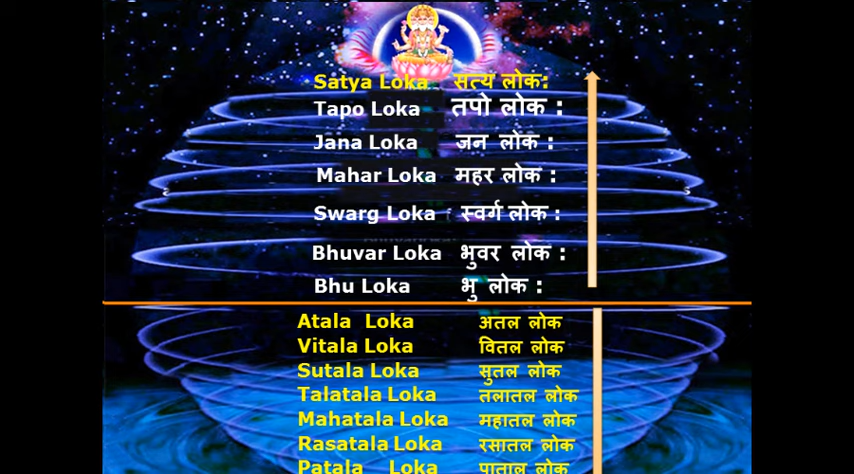 Satya Loka सत्य लोक:
Tapo Loka तपो लोक :
Jana Loka जन लोक :
Mahar Loka महर लोक :
Swarg Loka स्वर्ग लोक :
Bhuvar Loka भुवर लोक :
Bhu Loka भु लोक :
Atala Loka अतल लोक
Vitala Loka वितल लोक
Sutala Loka सुतल लोक
Talatala Loka तलातल लोक
Mahatala Loka महातल लोक
Rasatala Loka रसातल लोक
Patala Loka पाताल लोक